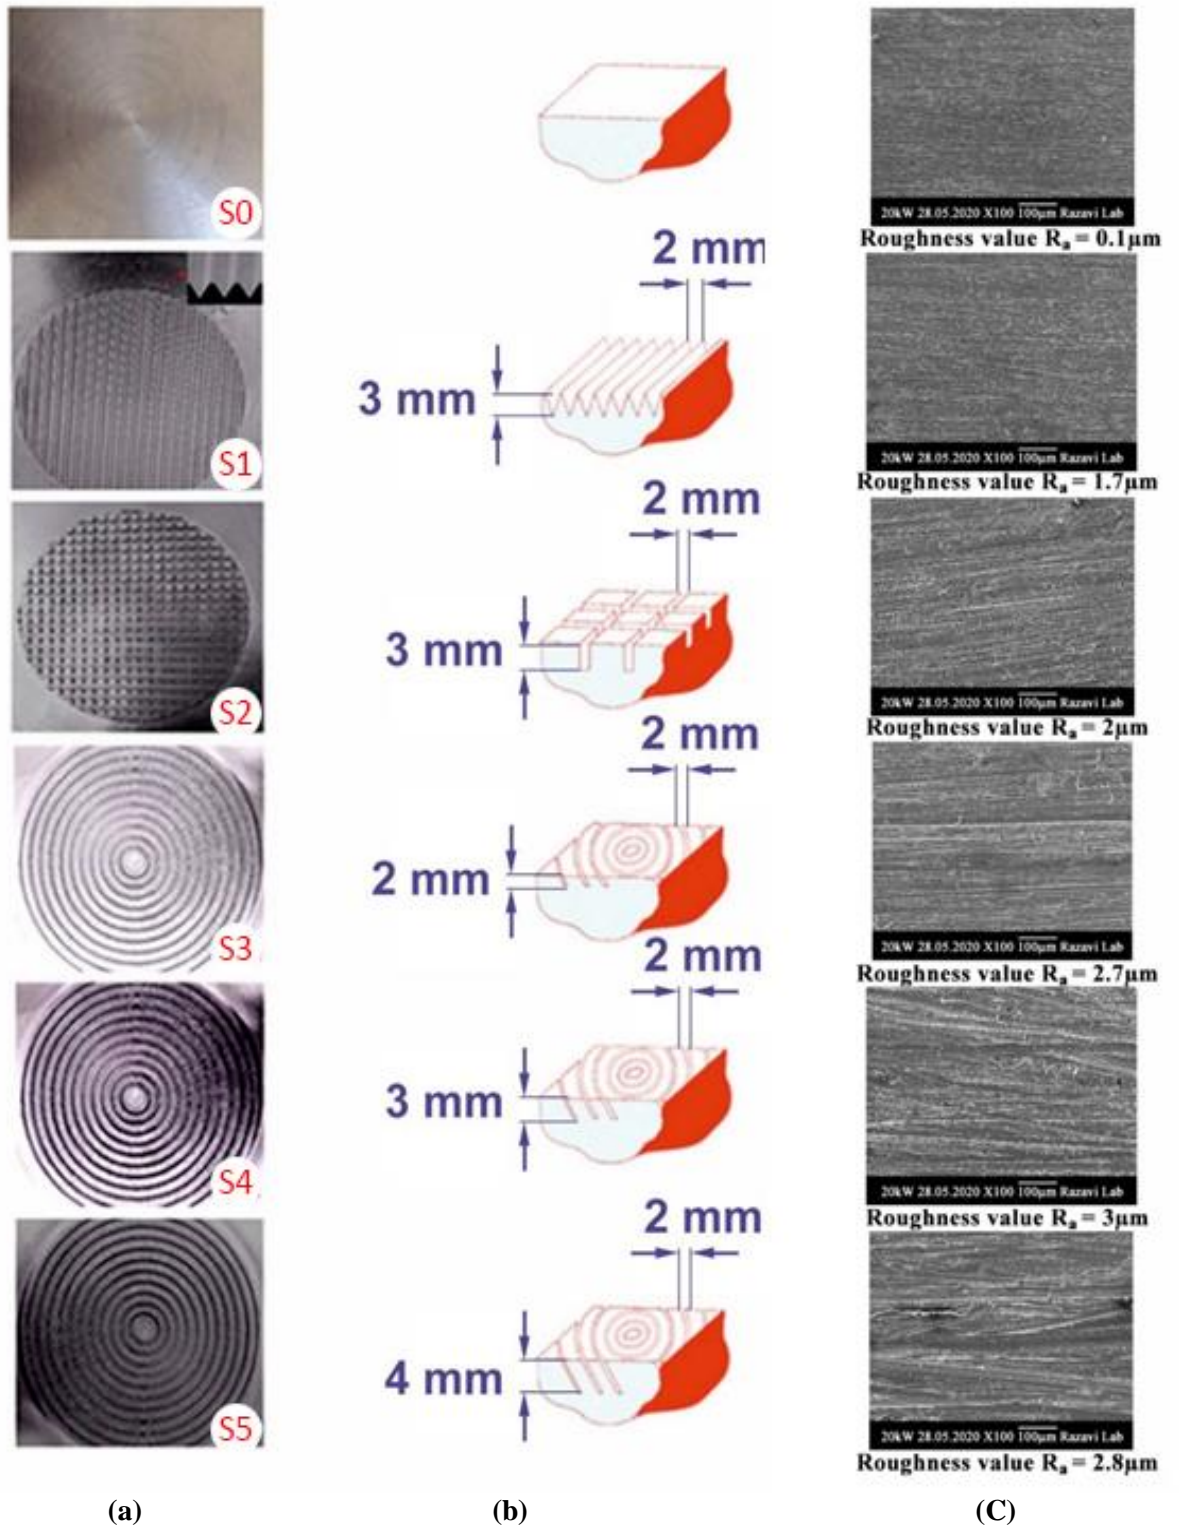 S0
20kW 28.05.2020 X100 100µm Razavi Lab
Roughness value Rₐ = 0.1µm
2 mm
3 mm
S1
20kW 28.05.2020 X100 100µm Razavi Lab
Roughness value Rₐ = 1.7µm
2 mm
3 mm
S2
20kW 28.05.2020 X100 100µm Razavi Lab
Roughness value Rₐ = 2µm
2 mm
2 mm
S3
20kW 28.05.2020 X100 100µm Razavi Lab
Roughness value Rₐ = 2.7µm
2 mm
3 mm
S4
20kW 28.05.2020 X100 100µm Razavi Lab
Roughness value Rₐ = 3µm
2 mm
4 mm
S5
20kW 28.05.2020 X100 100µm Razavi Lab
Roughness value Rₐ = 2.8µm
(a) (b) (C)